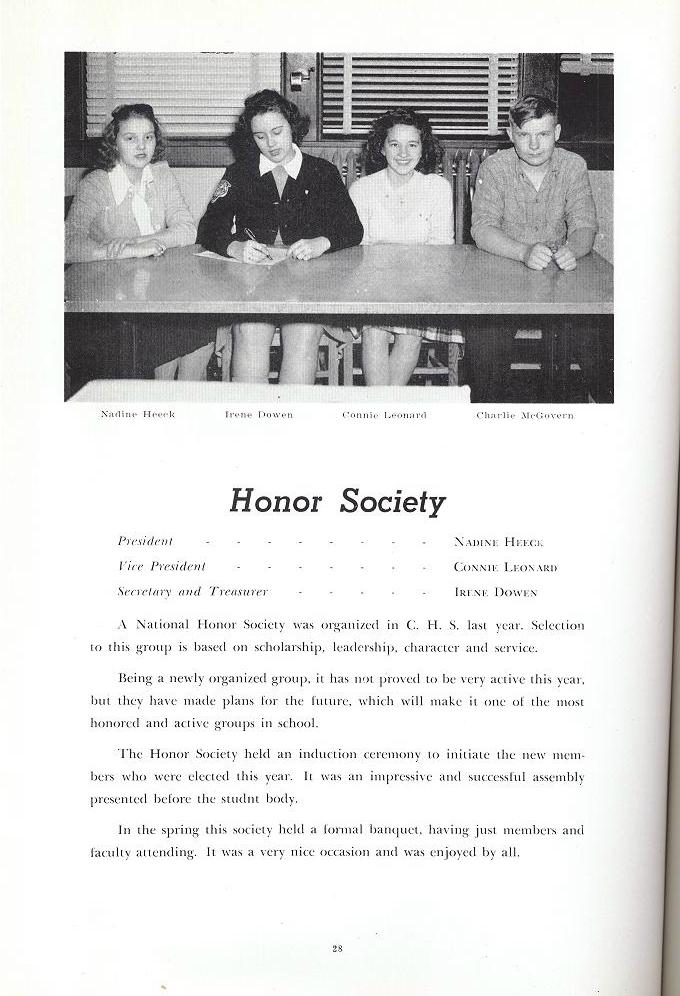 Nadine Heeck Irene Dowen Connie Leonard Charlie McGovern
Honor Society
President - - - - - - - - Nadine Heeck
Vice President - - - - - - - Connie Leonard
Secretary and Treasurer - - - - - Irene Dowen
A National Honor Society was organized in C. H. S. last year. Selection
to this group is based on scholarship, leadership, character and service.
Being a newly organized group, it has not proved to be very active this year,
but they have made plans for the future, which will make it one of the most
honored and active groups in school.
The Honor Society held an induction ceremony to initiate the new mem-
bers who were elected this year. It was an impressive and successful assembly
presented before the studnt body.
In the spring this society held a formal banquet, having just members and
faculty attending. It was a very nice occasion and was enjoyed by all.
28